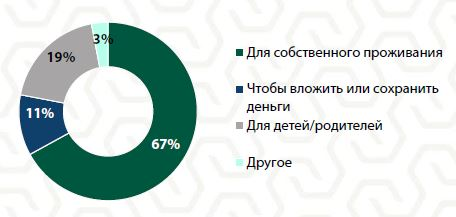 3%
19%
11%
67%
Для собственного проживания
Чтобы вложить или сохранить
деньги
Для детей/родителей
Другое